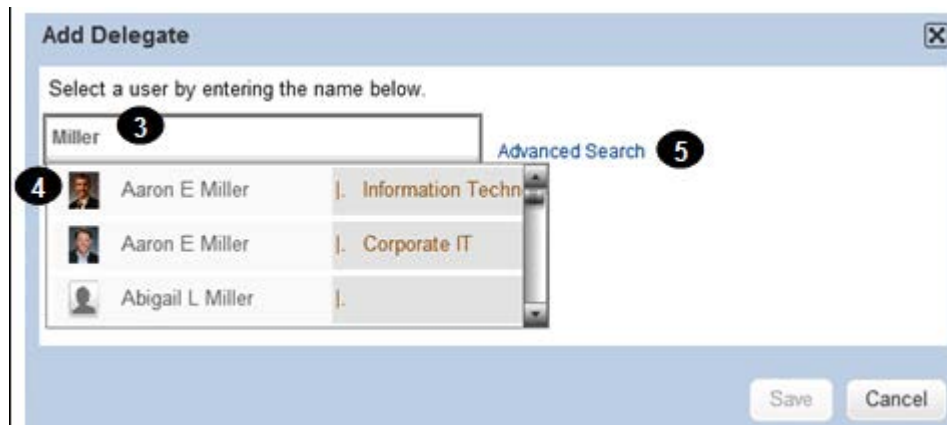 Add Delegate
Select a user by entering the name below.
Miller 3
Advanced Search 5
4 Aaron E Miller |. Information Techn
Aaron E Miller |. Corporate IT
Abigail L Miller |.
Save Cancel